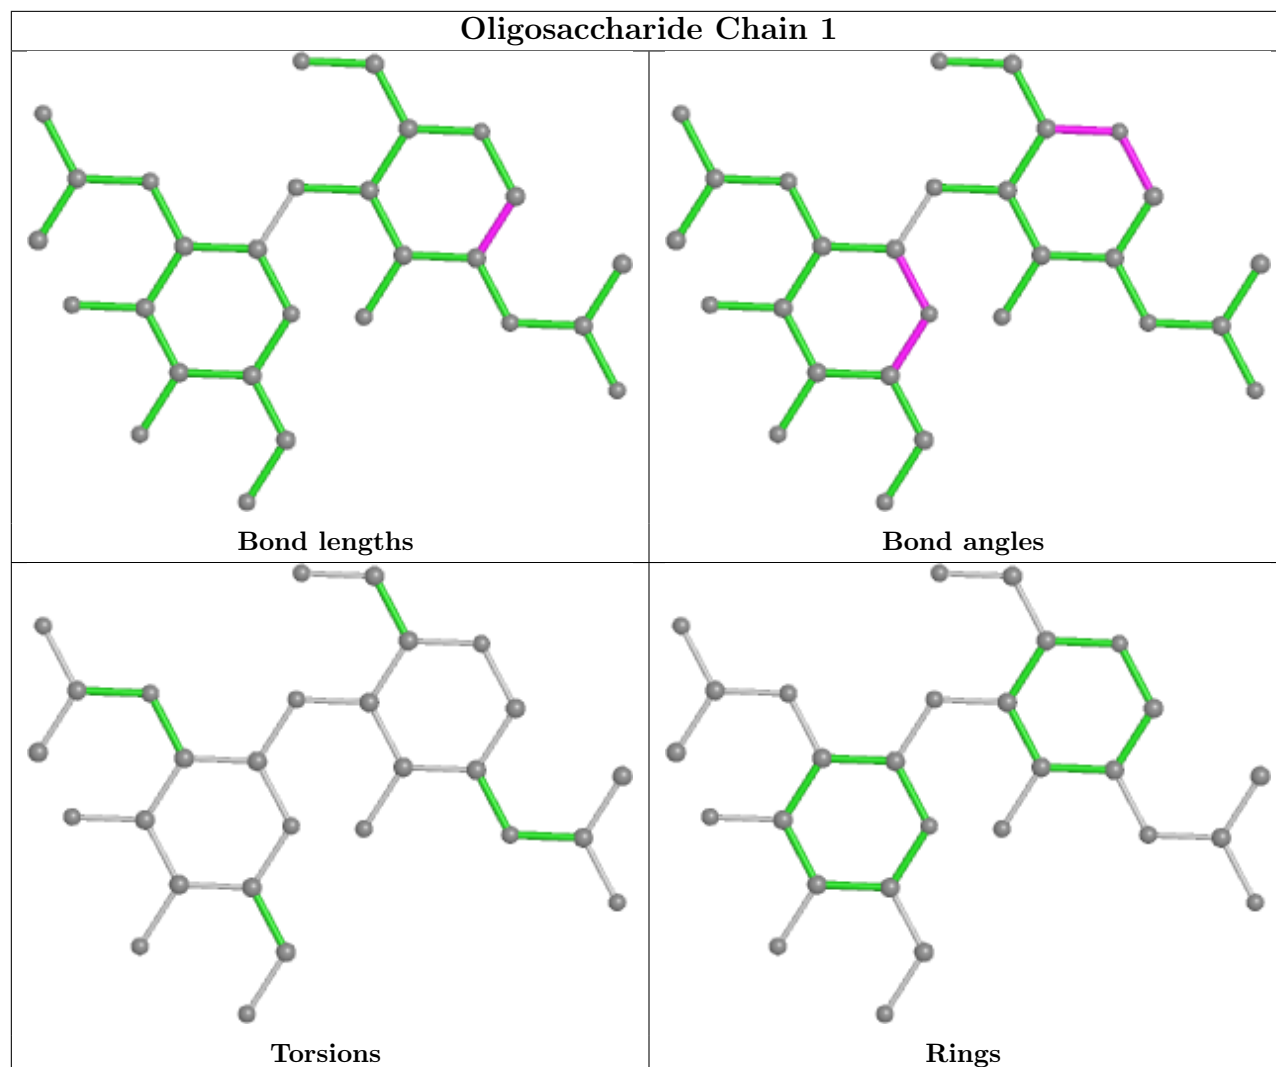 Oligosaccharide Chain 1
Bond lengths
Bond angles
Torsions
Rings